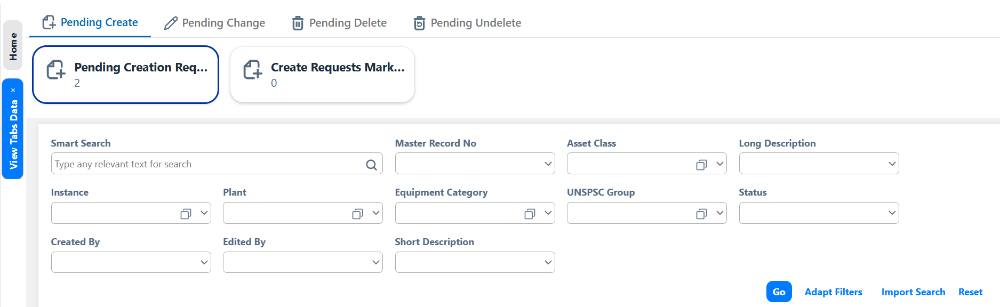 Pending Create
Pending Change
Pending Delete
Pending Undelete
Home
× View Tabs Data
Pending Creation Req...
2
Create Requests Mark...
0
Smart Search
Type any relevant text for search
Master Record No
Asset Class
Long Description
Instance
Plant
Equipment Category
UNSPSC Group
Status
Created By
Edited By
Short Description
Go
Adapt Filters
Import Search
Reset